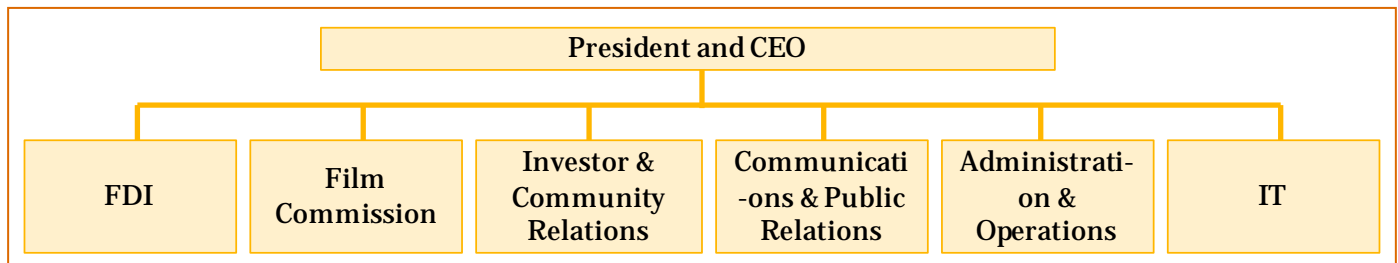 President and CEO
FDI
Film
Commission
Investor &
Community
Relations
Communicati
-ons & Public
Relations
Administrati-
on &
Operations
IT